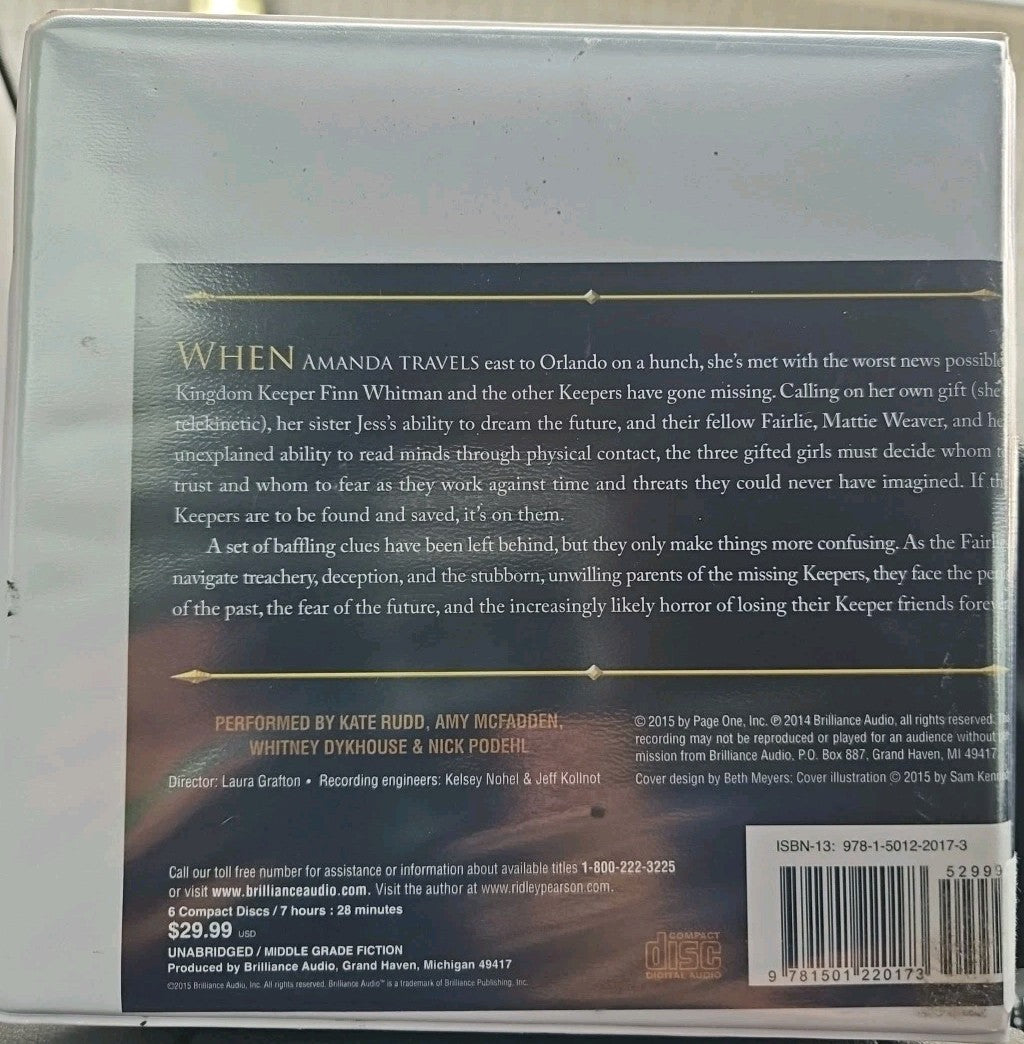 WHEN AMANDA TRAVELS east to Orlando on a hunch, she's met with the worst news possible
Kingdom Keeper Finn Whitman and the other Keepers have gone missing. Calling on her own gift (she
telekinetic), her sister Jess's ability to dream the future, and their fellow Fairlie, Mattie Weaver, and
unexplained ability to read minds through physical contact, the three gifted girls must decide whom
trust and whom to fear as they work against time and threats they could never have imagined. If
Keepers are to be found and saved, it's on them.
A set of baffling clues have been left behind, but they only make things more confusing. As the
navigate treachery, deception, and the stubborn, unwilling parents of the missing Keepers, they face the
of the past, the fear of the future, and the increasingly likely horror of losing their Keeper friends
PERFORMED BY KATE RUDD, AMY MCFADDEN,
WHITNEY DYKHOUSE & NICK PODEHL
Director: Laura Grafton • Recording engineers: Kelsey Nohel & Jeff Kollnot
© 2015 by Page One, Inc. ℗ 2014 Brilliance Audio, all rights reserved.
recording may not be reproduced or played for an audience without
mission from Brilliance Audio, P.O. Box 887, Grand Haven, MI 49417
Cover design by Beth Meyers; Cover illustration © 2015 by Sam
Call our toll free number for assistance or information about available titles 1-800-222-3225
or visit www.brillianceaudio.com. Visit the author at www.ridleypearson.com.
6 Compact Discs / 7 hours : 28 minutes
$29.99 USD
UNABRIDGED / MIDDLE GRADE FICTION
Produced by Brilliance Audio, Grand Haven, Michigan 49417
©2015 Brilliance Audio, Inc. All rights reserved. Brilliance Audio™ is a trademark of Brilliance Publishing, Inc.
COMPACT
disc
DIGITAL AUDIO
ISBN-13: 978-1-5012-2017-3
52999
9 781501 220173